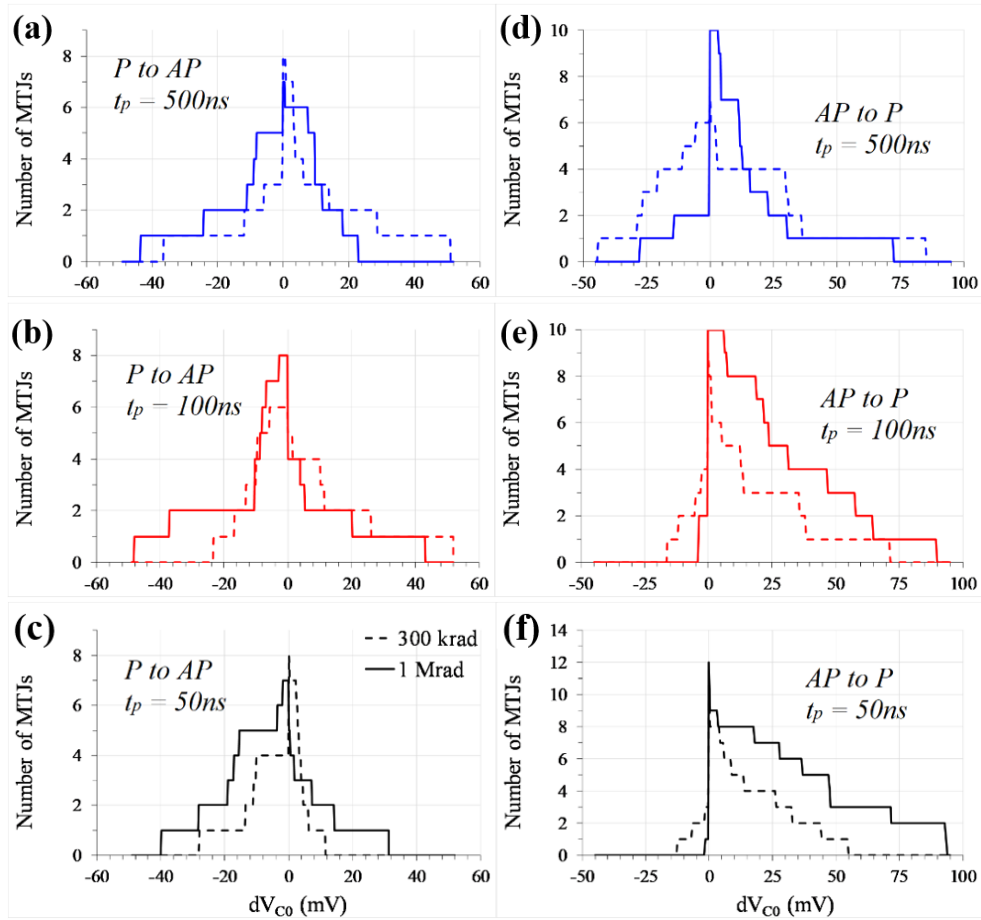 (a)
P to AP
tp = 500ns
Number of MTJs
8
6
4
2
0
-60 -40 -20 0 20 40 60
(d)
AP to P
tp = 500ns
Number of MTJs
10
8
6
4
2
0
-50 -25 0 25 50 75 100
(b)
P to AP
tp = 100ns
Number of MTJs
8
6
4
2
0
-60 -40 -20 0 20 40 60
(e)
AP to P
tp = 100ns
Number of MTJs
10
8
6
4
2
0
-50 -25 0 25 50 75 100
(c)
P to AP
tp = 50ns
300 krad
1 Mrad
Number of MTJs
8
6
4
2
0
-60 -40 -20 0 20 40 60
dVC0 (mV)
(f)
AP to P
tp = 50ns
Number of MTJs
14
12
10
8
6
4
2
0
-50 -25 0 25 50 75 100
dVC0 (mV)